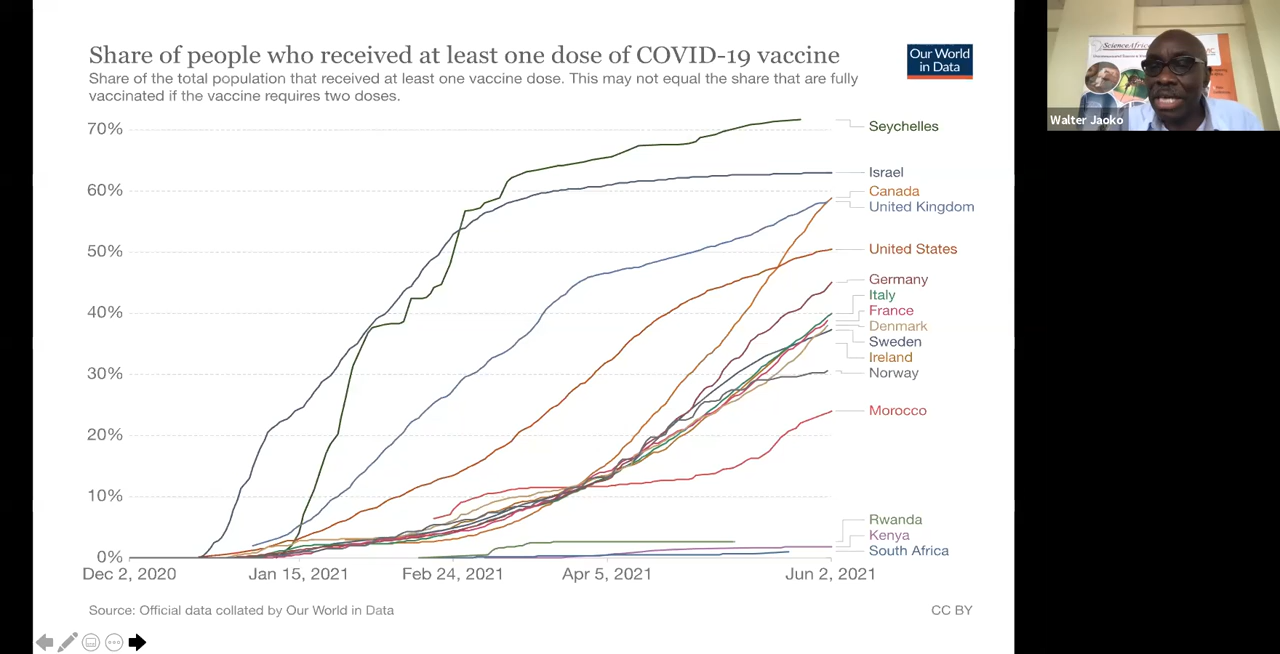 Share of people who received at least one dose of COVID-19 vaccine
Share of the total population that received at least one vaccine dose. This may not equal the share that are fully
vaccinated if the vaccine requires two doses.
Our World
in Data
70%
60%
50%
40%
30%
20%
10%
0%
Dec 2, 2020
Jan 15, 2021
Feb 24, 2021
Apr 5, 2021
Jun 2, 2021
Seychelles
Israel
Canada
United Kingdom
United States
Germany
Italy
France
Denmark
Sweden
Ireland
Norway
Morocco
Rwanda
Kenya
South Africa
Source: Official data collated by Our World in Data
CC BY
ScienceAfric
Walter Jaoko